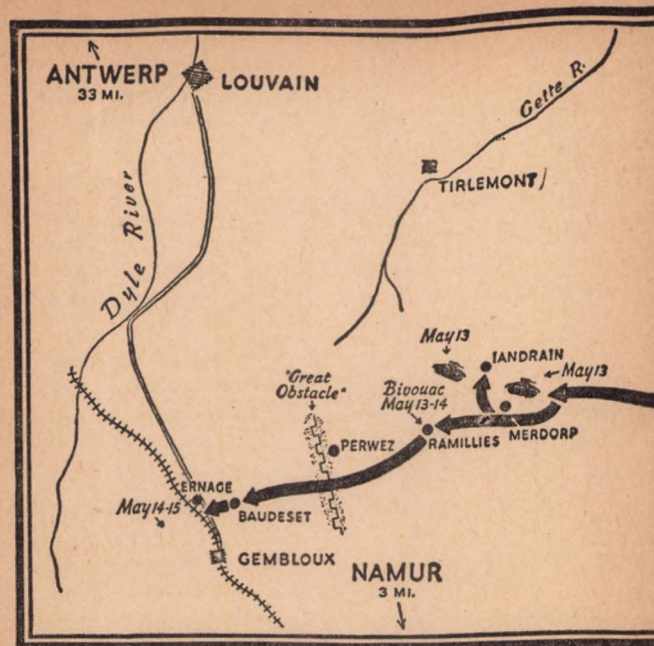 ANTWERP
33 MI.
LOUVAIN
Gette R.
TIRLEMONT
Dyle River
May 13
IANDRAIN
May 13
"Great
Obstacle"
Bivouac
May 13-14
PERWEZ
RAMILLIES
MERDORP
ERNAGE
May 14-15
BAUDESET
GEMBLOUX
NAMUR
3 MI.